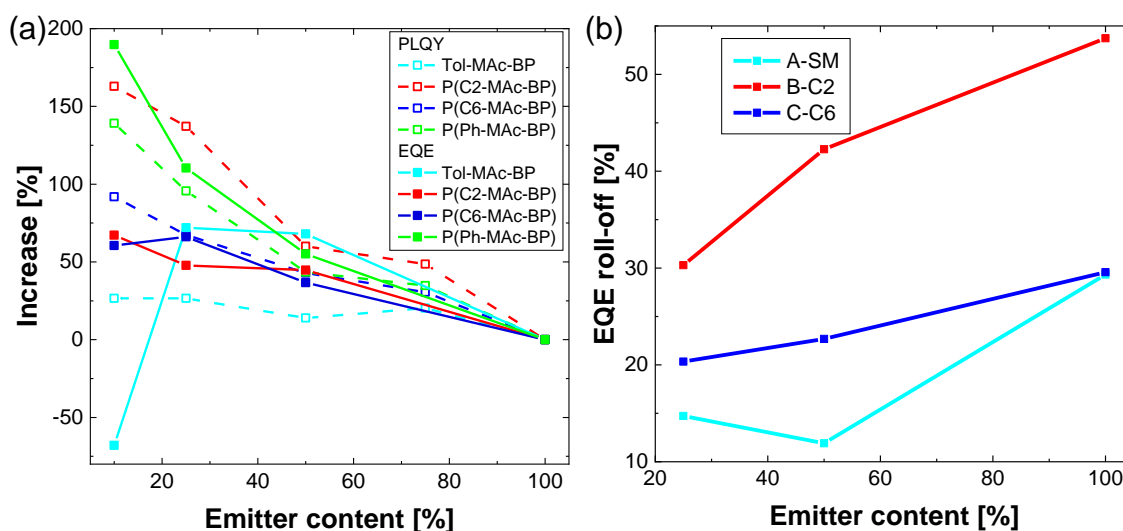 (a)
200
150
100
50
0
-50
Increase [%]
20
40
60
80
100
Emitter content [%]
PLQY
Tol-MAc-BP
P(C2-MAc-BP)
P(C6-MAc-BP)
P(Ph-MAc-BP)
EQE
Tol-MAc-BP
P(C2-MAc-BP)
P(C6-MAc-BP)
P(Ph-MAc-BP)
(b)
50
40
30
20
10
EQE roll-off [%]
20
40
60
80
100
Emitter content [%]
A-SM
B-C2
C-C6